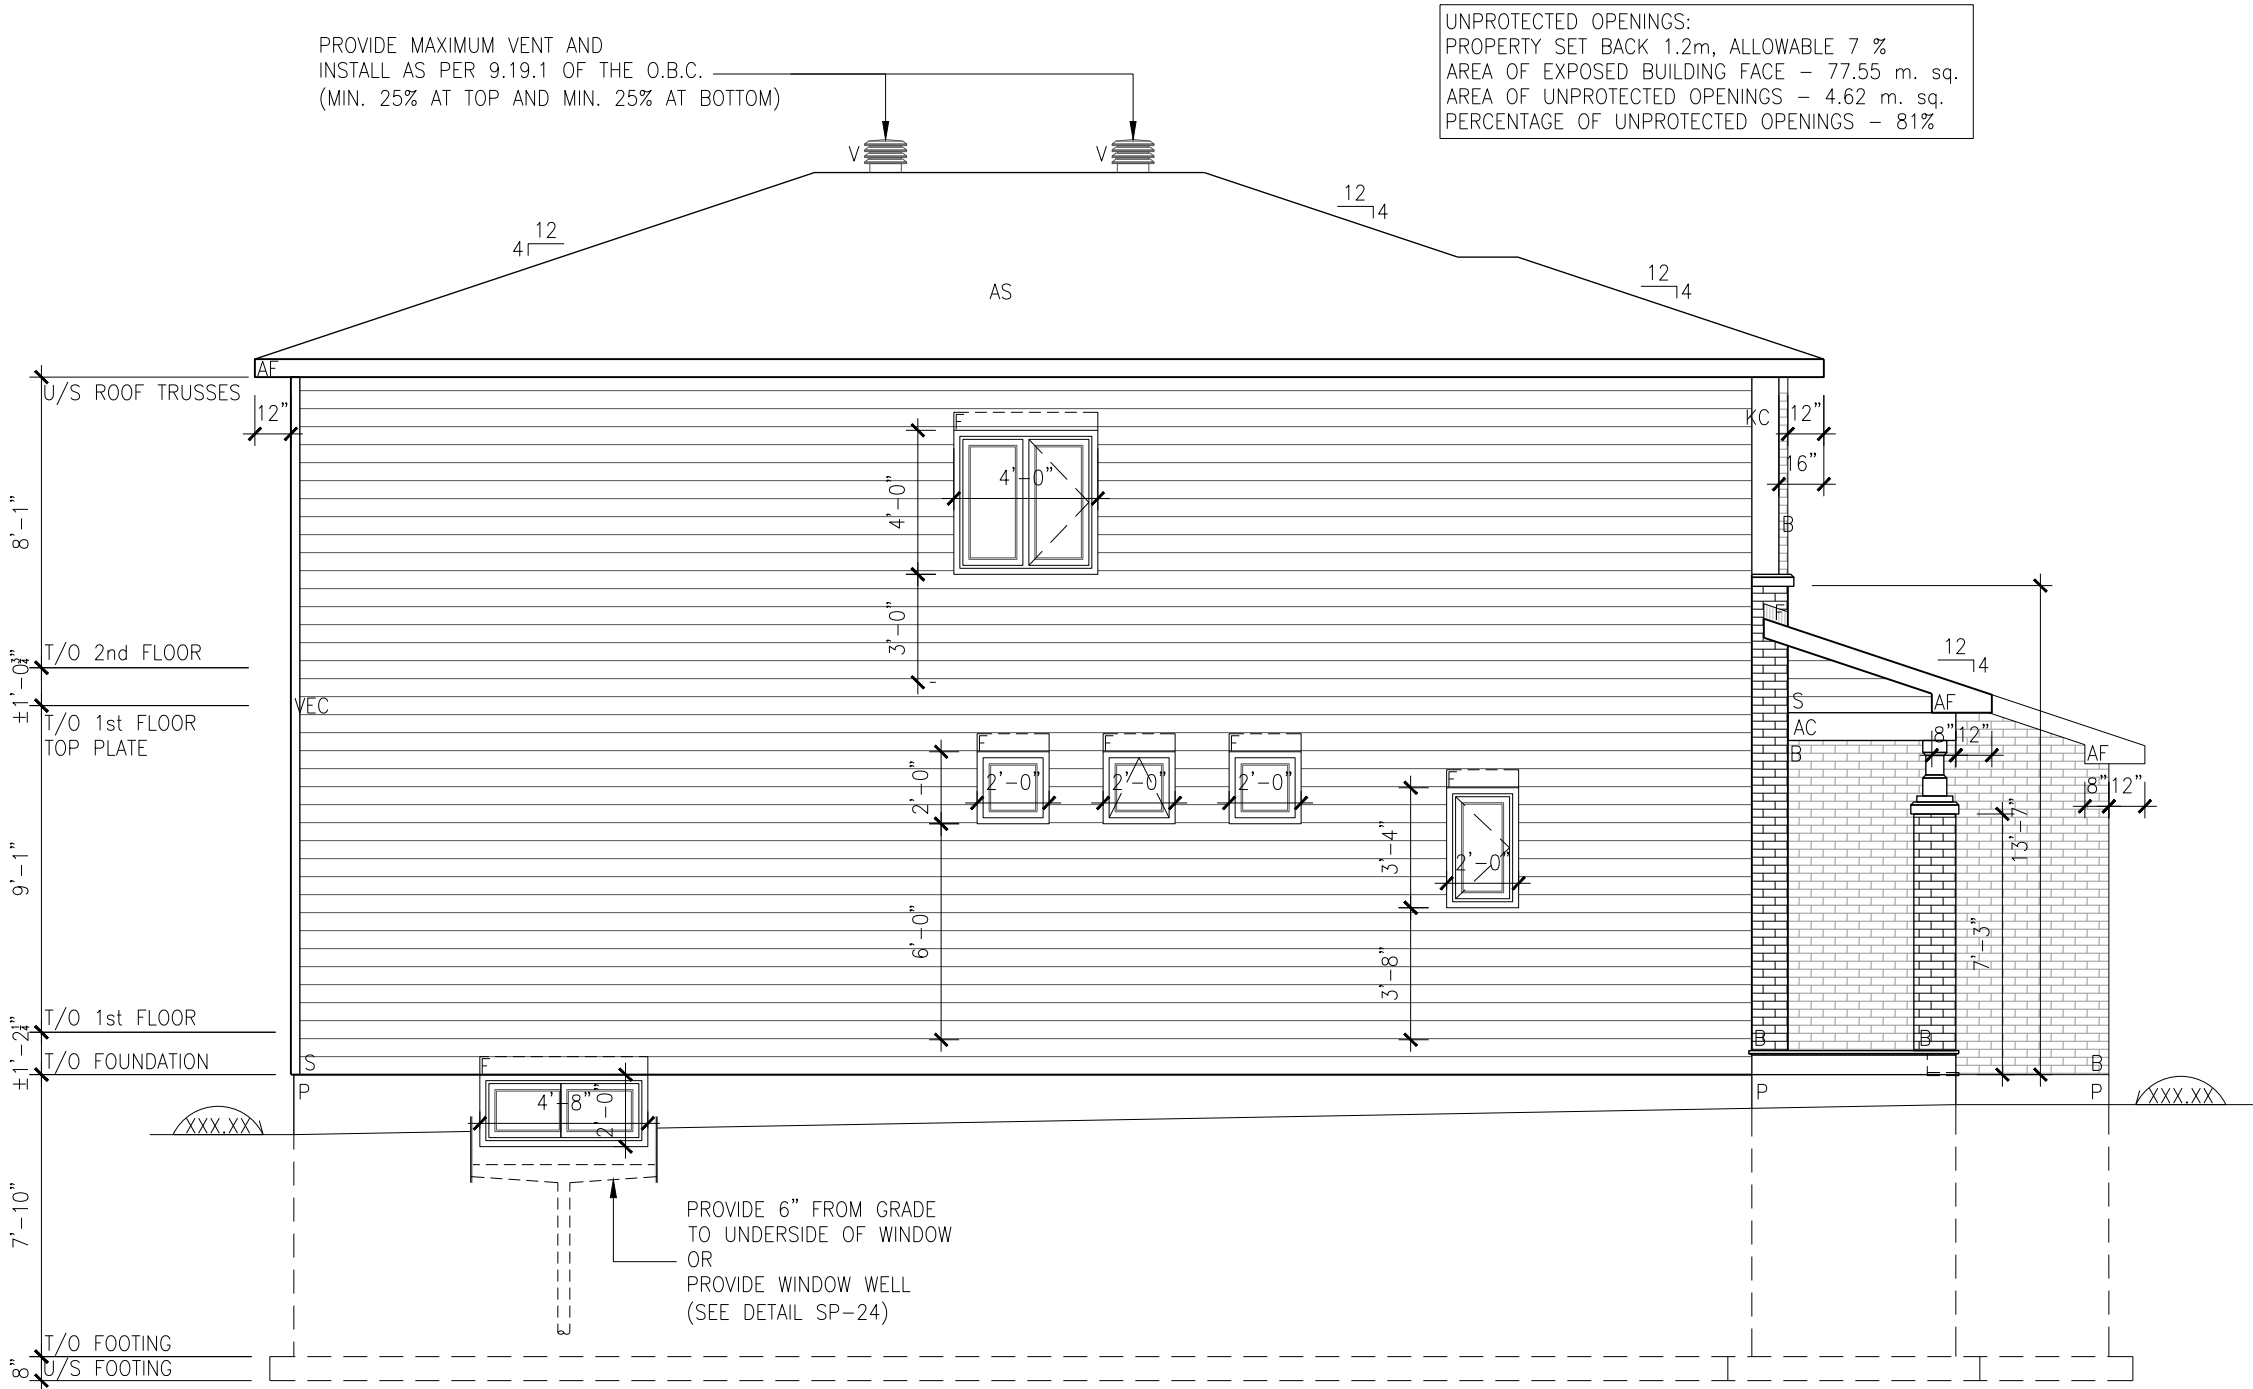 UNPROTECTED OPENINGS:
PROPERTY SET BACK 1.2m, ALLOWABLE 7 %
AREA OF EXPOSED BUILDING FACE – 77.55 m. sq.
AREA OF UNPROTECTED OPENINGS – 4.62 m. sq.
PERCENTAGE OF UNPROTECTED OPENINGS – 81%
PROVIDE MAXIMUM VENT AND
INSTALL AS PER 9.19.1 OF THE O.B.C.
(MIN. 25% AT TOP AND MIN. 25% AT BOTTOM)
V
V
12
4
12
4
12
4
AS
AF
U/S ROOF TRUSSES
12"
KC
12"
16"
F
4'-0"
4'-0"
8'-1"
B
3'-0"
F
T/O 2nd FLOOR
12
4
±1'-0¾"
VEC
S
AF
T/O 1st FLOOR
TOP PLATE
AC
8"
12"
F
F
F
B
AF
2'-0"
2'-0"
2'-0"
2'-0"
F
8"
12"
3'-4"
2'-0"
13'-7"
9'-1"
6'-0"
3'-8"
7'-3"
T/O 1st FLOOR
±1'-2¼"
B
B
T/O FOUNDATION
S
F
B
P
4'-8"
2'-0"
P
P
XXX.XX
XXX.XX
7'-10"
PROVIDE 6" FROM GRADE
TO UNDERSIDE OF WINDOW
OR
PROVIDE WINDOW WELL
(SEE DETAIL SP-24)
T/O FOOTING
8"
U/S FOOTING